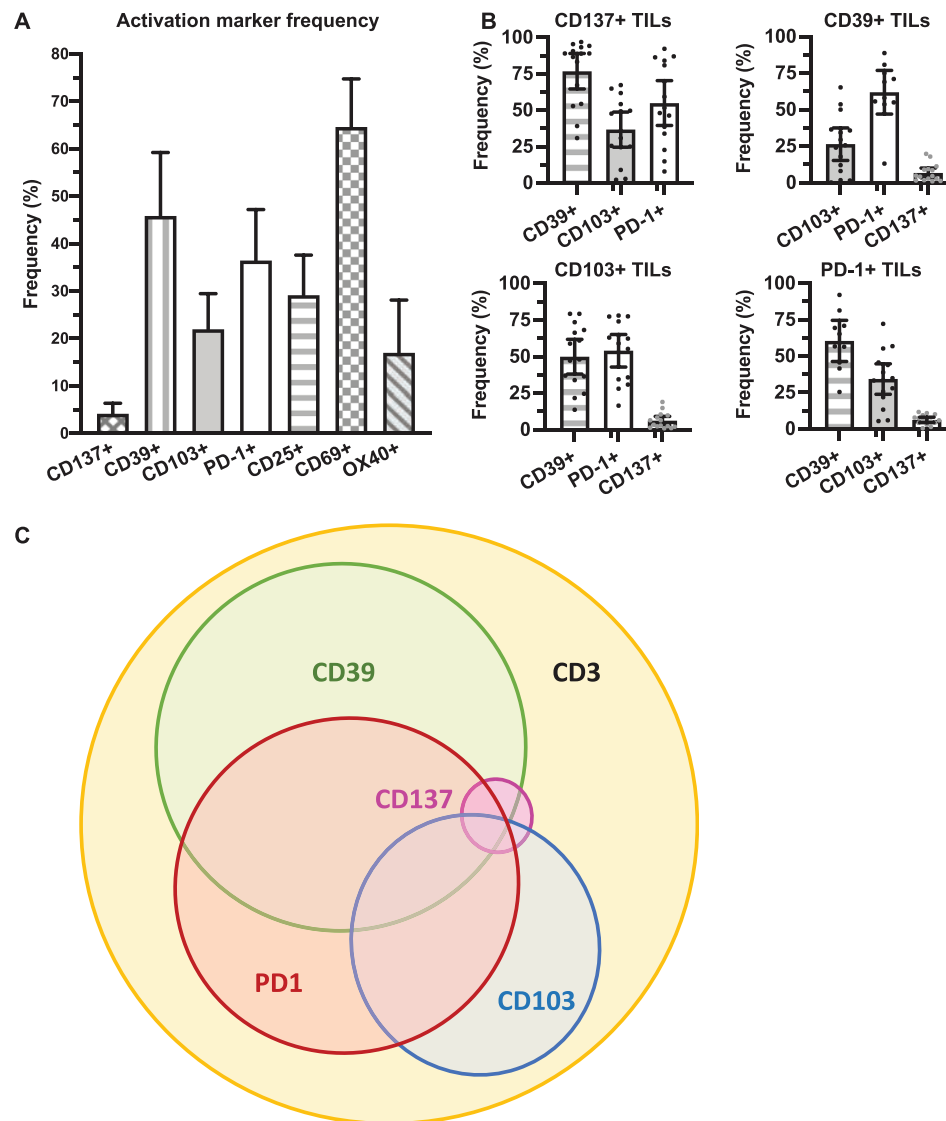 A
Activation marker frequency
Frequency (%)
80
70
60
50
40
30
20
10
0
CD137+
CD39+
CD103+
PD-1+
CD25+
CD69+
OX40+
B
CD137+ TILs
Frequency (%)
100
75
50
25
0
CD39+
CD103+
PD-1+
CD39+ TILs
Frequency (%)
100
75
50
25
0
CD103+
PD-1+
CD137+
CD103+ TILs
Frequency (%)
100
75
50
25
0
CD39+
PD-1+
CD137+
PD-1+ TILs
Frequency (%)
100
75
50
25
0
CD39+
CD103+
CD137+
C
CD39
CD3
CD137
PD1
CD103